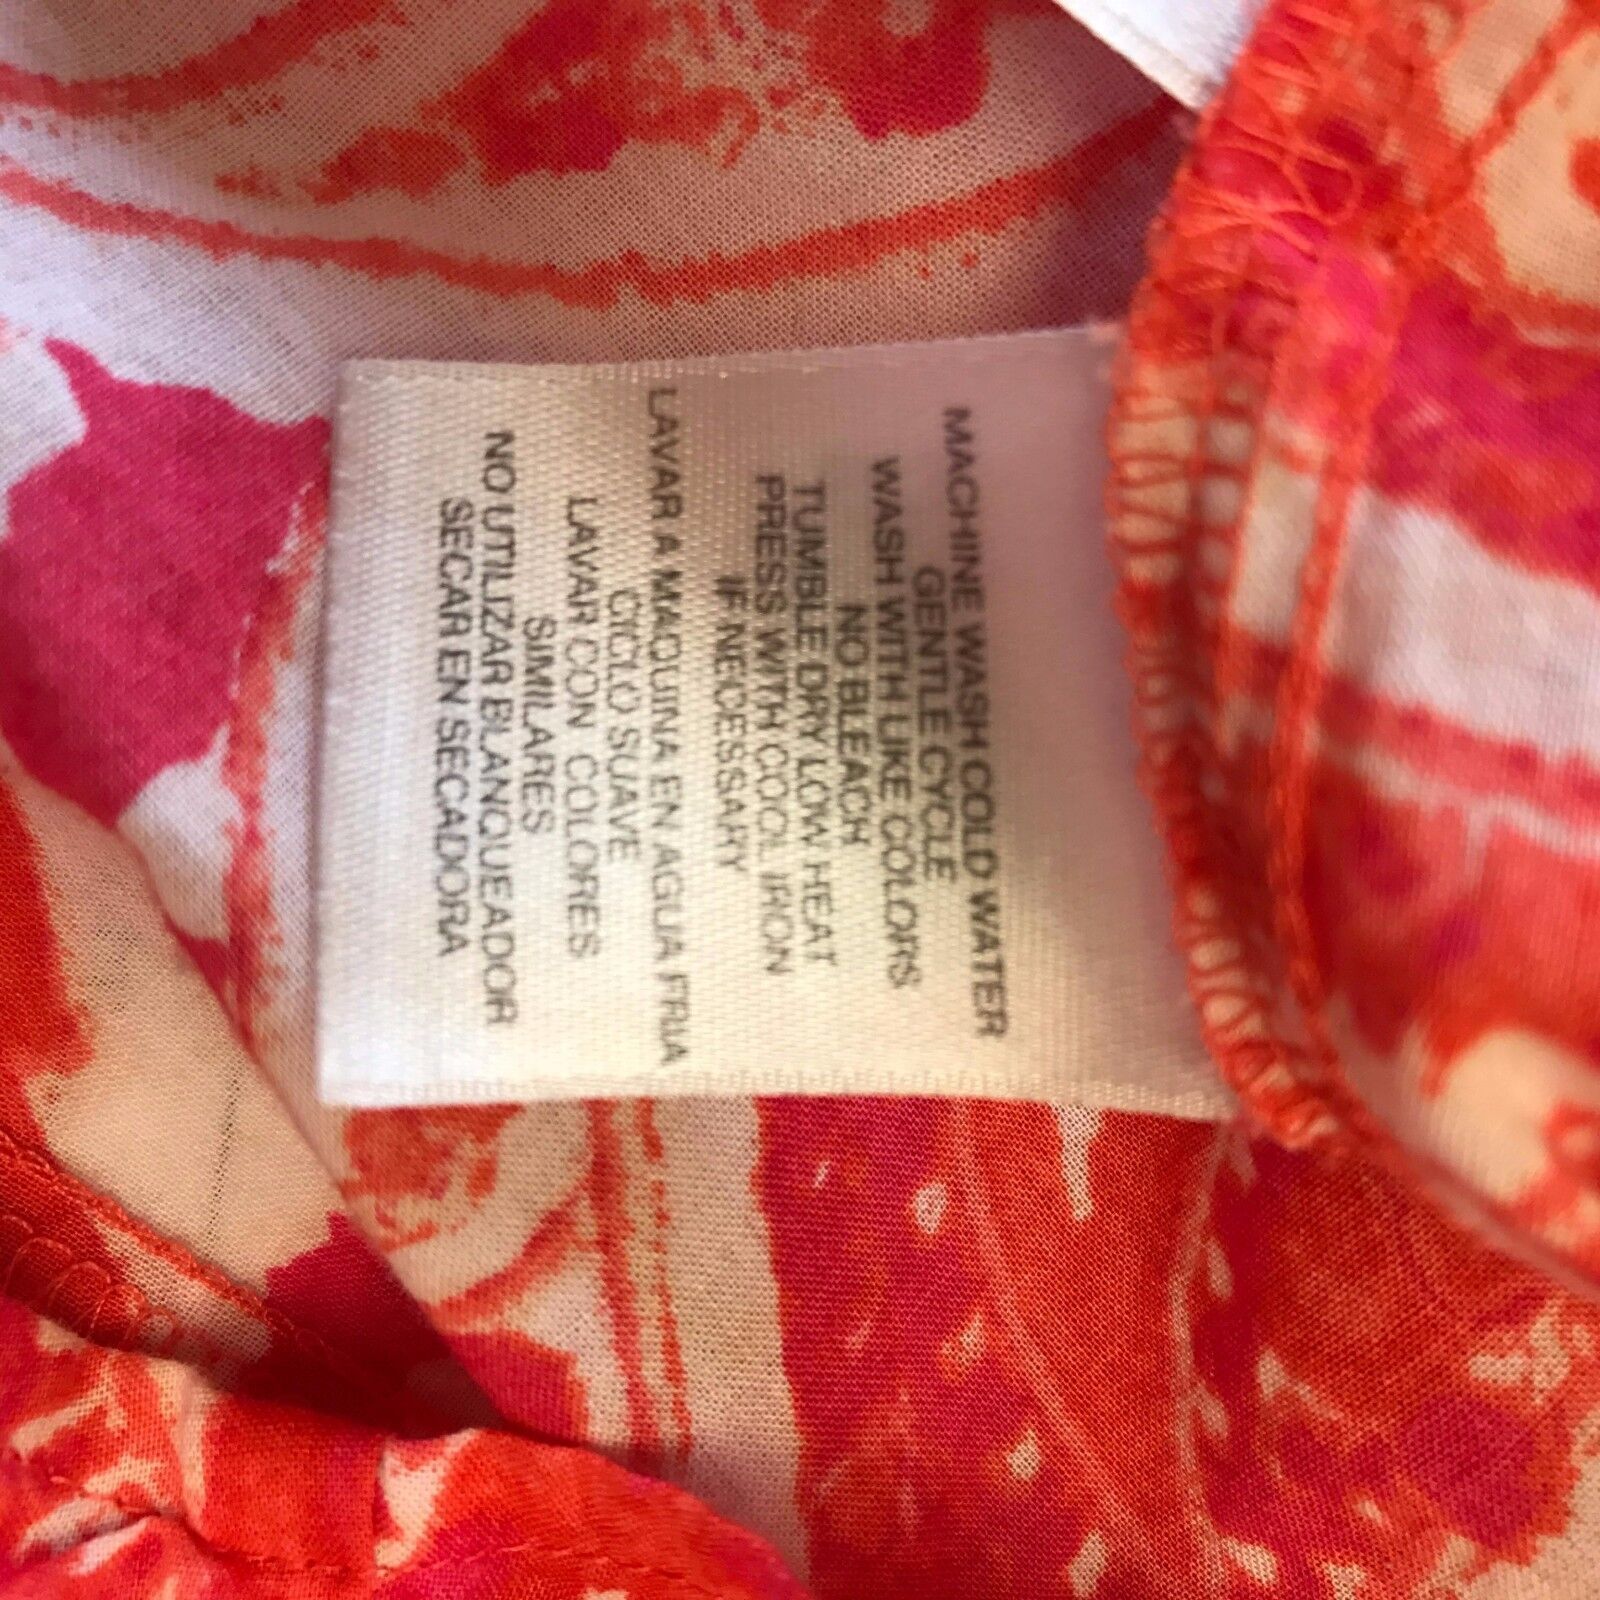 MACHINE WASH COLD WATER
GENTLE CYCLE
WASH WITH LIKE COLORS
NO BLEACH
TUMBLE DRY LOW HEAT
PRESS WITH COOL IRON
IF NECESSARY
LAVAR A MAQUINA EN AGUA FRIA
CICLO SUAVE
LAVAR CON COLORES
SIMILARES
NO UTILIZAR BLANQUEADOR
SECAR EN SECADORA